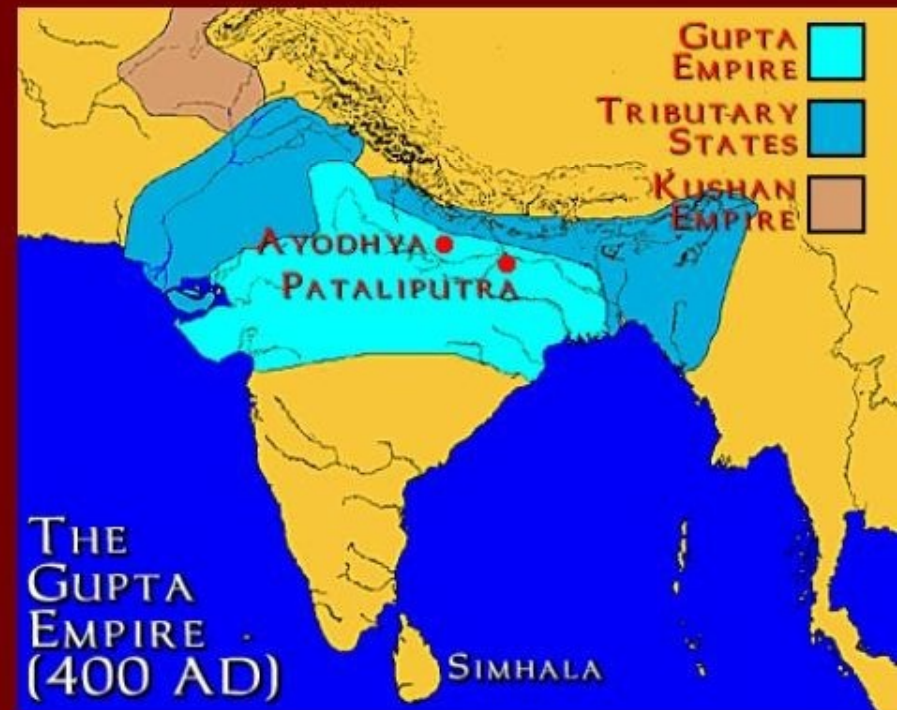 GUPTA
EMPIRE
TRIBUTARY
STATES
KUSHAN
EMPIRE
AYODHYA
PATALIPUTRA
THE
GUPTA
EMPIRE
(400 AD)
SIMHALA